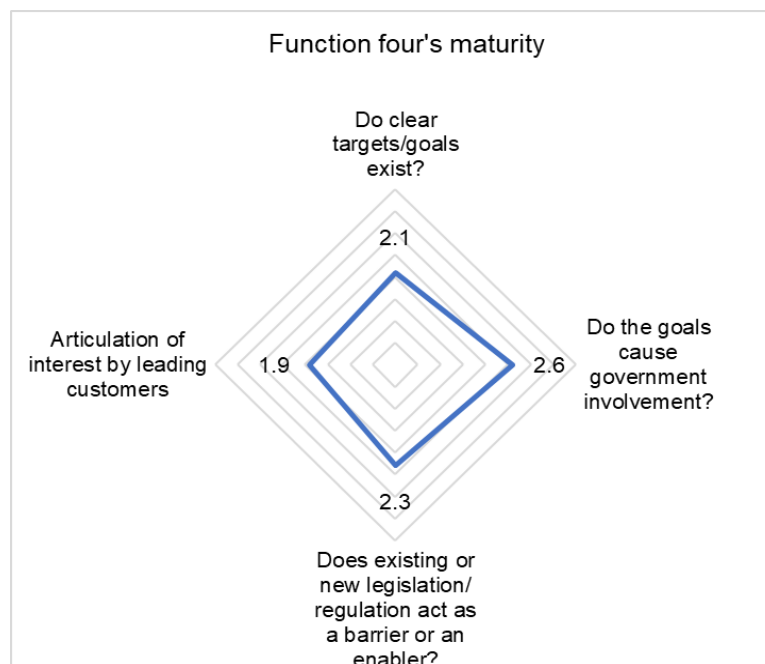 Function four's maturity
Do clear
targets/goals
exist?
2.1
Articulation of
interest by leading
customers
1.9
2.6
Do the goals
cause
government
involvement?
2.3
Does existing or
new legislation/
regulation act as
a barrier or an
enabler?